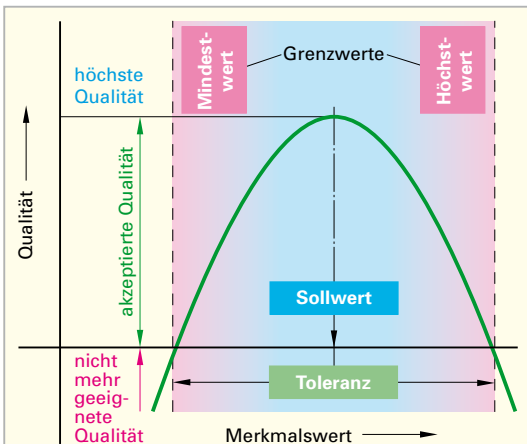 höchste
Qualität
Mindest-
wert
Grenzwerte
Höchst-
wert
Qualität
akzeptierte Qualität
Sollwert
nicht
mehr
geeig-
nete
Qualität
Toleranz
Merkmalswert